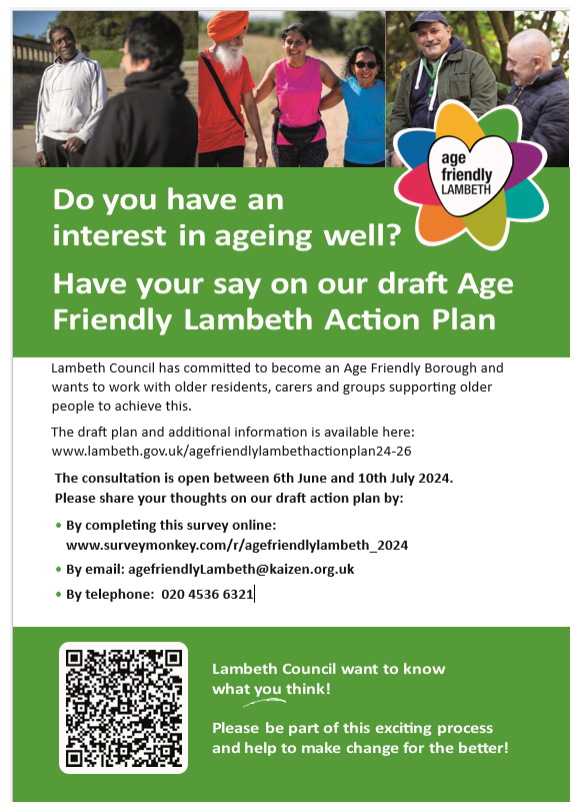 age
friendly
LAMBETH
Do you have an
interest in ageing well?
Have your say on our draft Age
Friendly Lambeth Action Plan
Lambeth Council has committed to become an Age Friendly Borough and
wants to work with older residents, carers and groups supporting older
people to achieve this.
The draft plan and additional information is available here:
www.lambeth.gov.uk/agefriendlylambethactionplan24-26
The consultation is open between 6th June and 10th July 2024.
Please share your thoughts on our draft action plan by:
• By completing this survey online:
www.surveymonkey.com/r/agefriendlylambeth_2024
• By email: agefriendlyLambeth@kaizen.org.uk
• By telephone:  020 4536 6321
Lambeth Council want to know
what you think!
Please be part of this exciting process
and help to make change for the better!